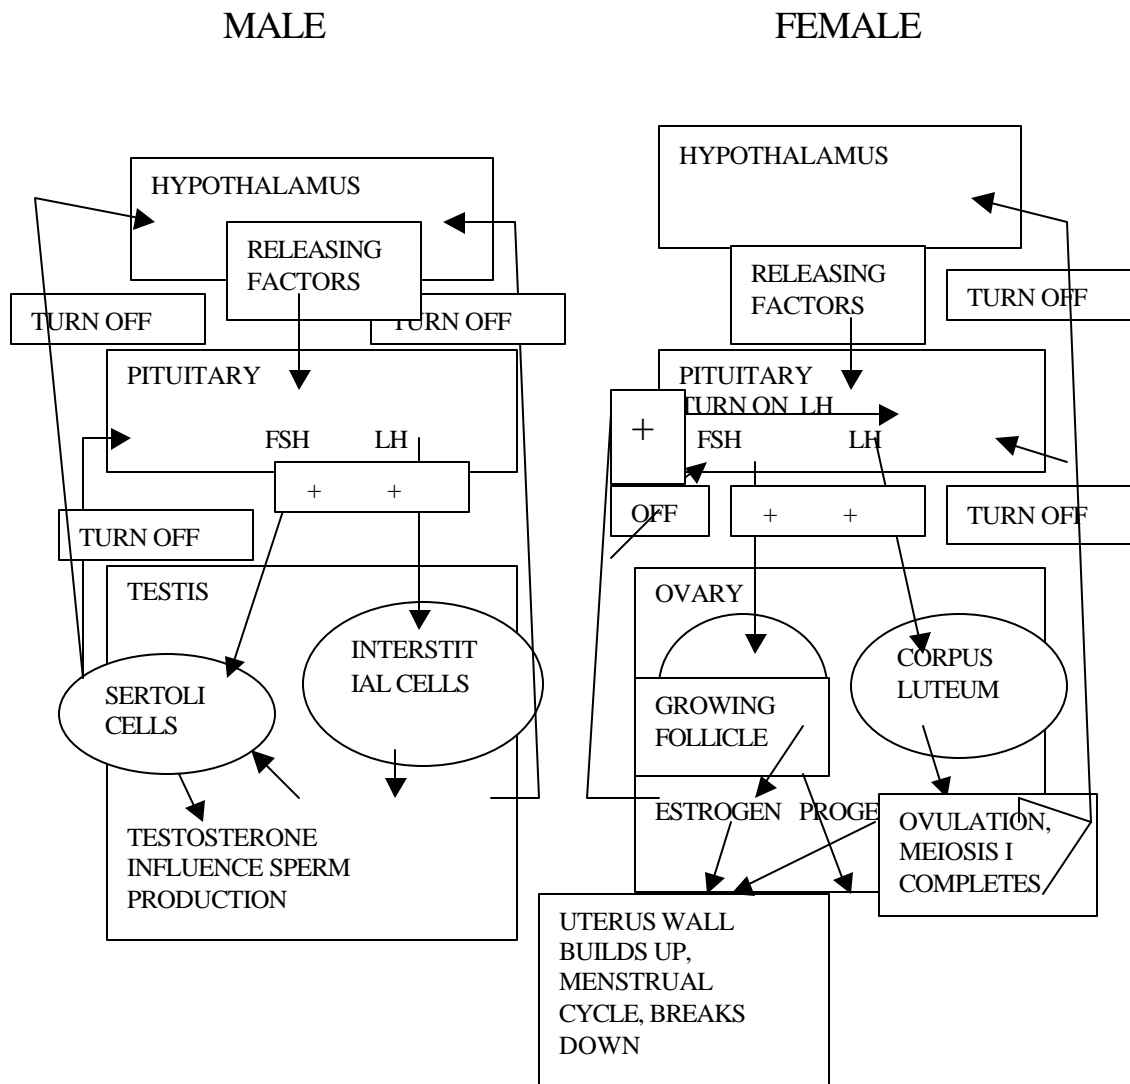 MALE
FEMALE
HYPOTHALAMUS
RELEASING
FACTORS
TURN OFF
TURN OFF
PITUITARY
FSH LH
+ +
TURN OFF
TESTIS
INTERSTIT
IAL CELLS
SERTOLI
CELLS
TESTOSTERONE
INFLUENCE SPERM
PRODUCTION
HYPOTHALAMUS
RELEASING
FACTORS
TURN OFF
PITUITARY
TURN ON LH
+
FSH LH
OFF
+ +
TURN OFF
OVARY
CORPUS
LUTEUM
GROWING
FOLLICLE
ESTROGEN PROGE
OVULATION,
MEIOSIS I
COMPLETES
UTERUS WALL
BUILDS UP,
MENSTRUAL
CYCLE, BREAKS
DOWN